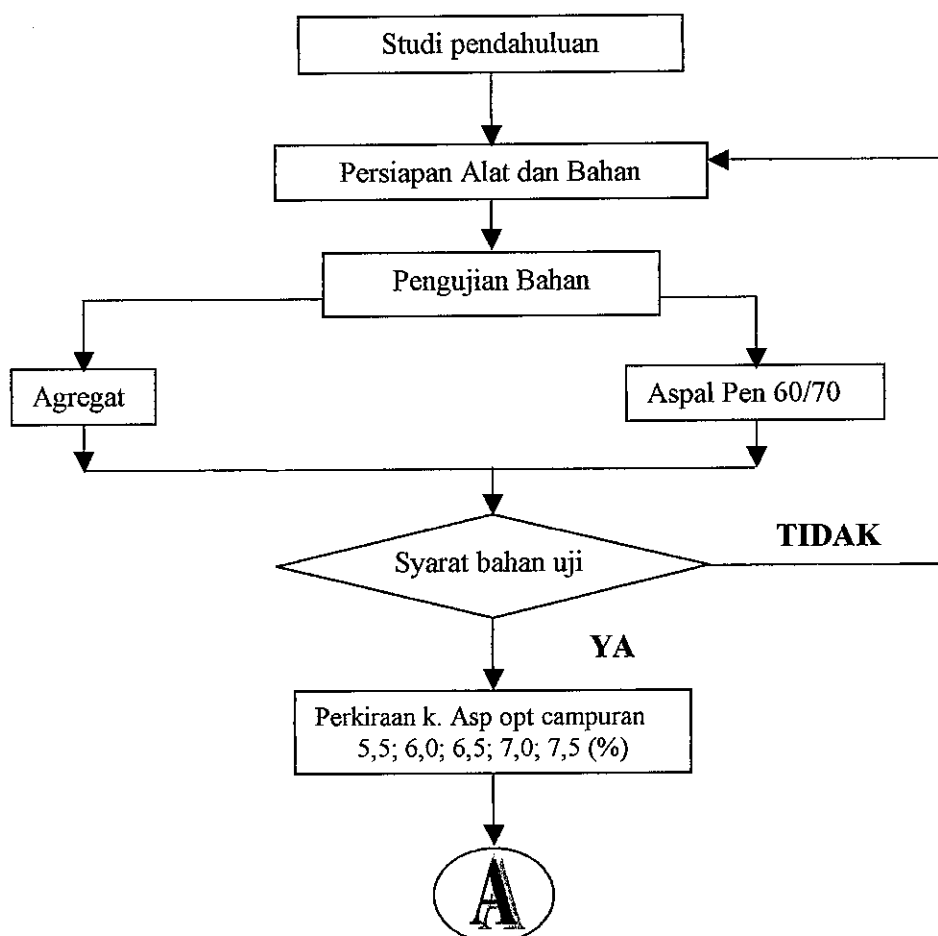 Studi pendahuluan
Persiapan Alat dan Bahan
Pengujian Bahan
Agregat
Aspal Pen 60/70
Syarat bahan uji
TIDAK
YA
Perkiraan k. Asp opt campuran
5,5; 6,0; 6,5; 7,0; 7,5 (%)
A